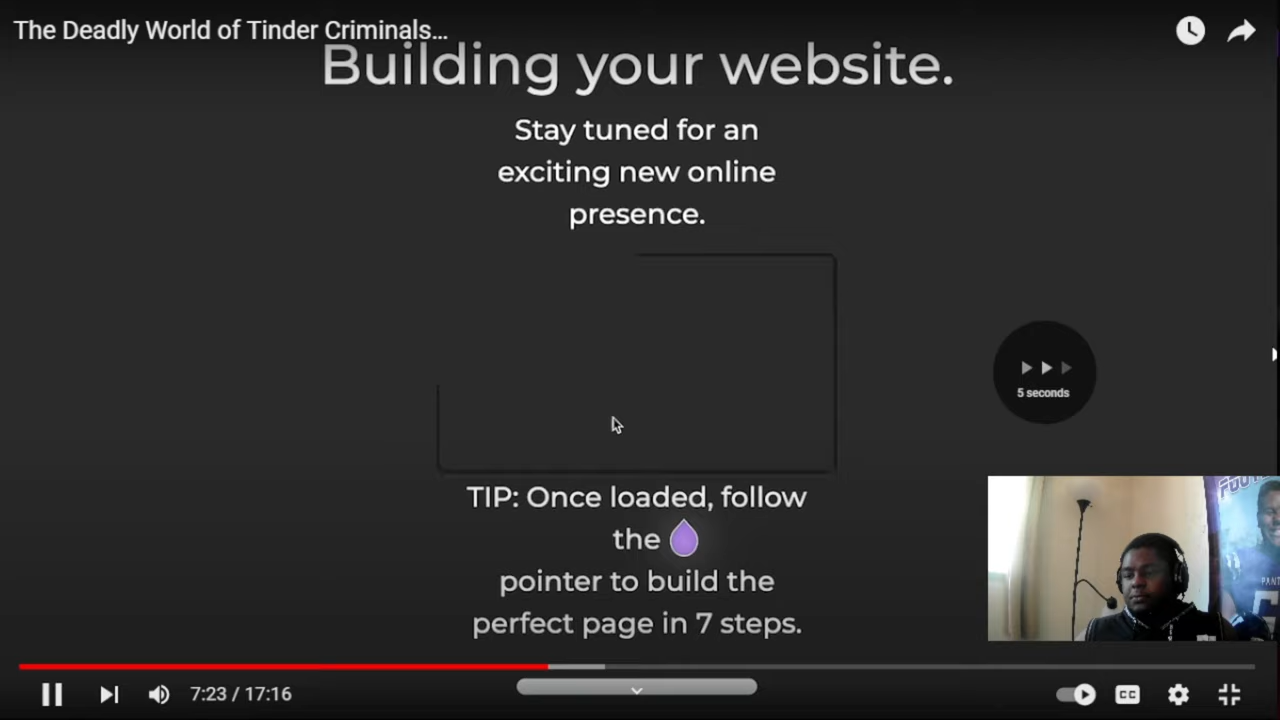 The Deadly World of Tinder Criminals...
Building your website.
Stay tuned for an
exciting new online
presence.
5 seconds
TIP: Once loaded, follow
the
pointer to build the
perfect page in 7 steps.
7:23 / 17:16
CC